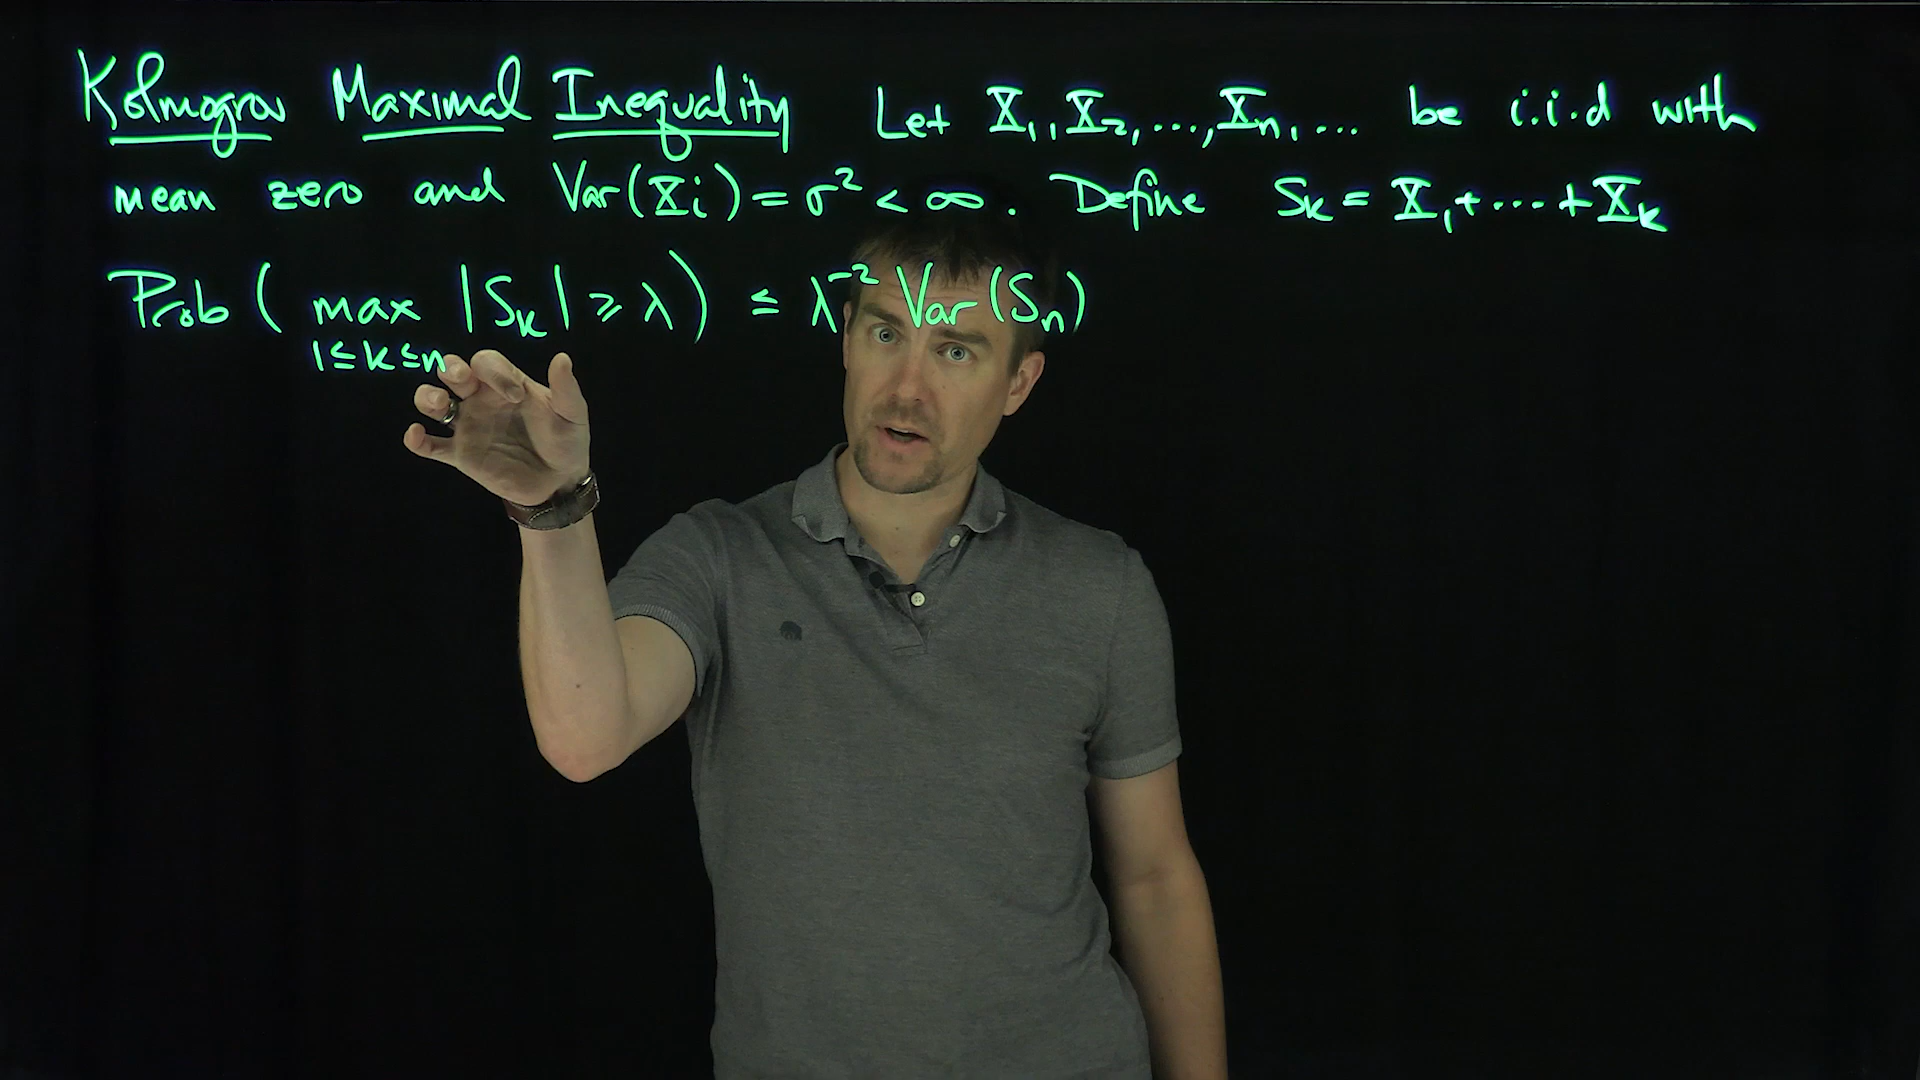 Kolmogrov Maximal Inequality Let X₁, X₂, ..., Xₙ, ... be i.i.d with
mean zero and Var(Xi) = σ² < ∞. Define Sₖ = X₁ + ... + Xₖ
Prob ( max |Sₖ| ≥ λ ) ≤ λ⁻² Var(Sₙ)
1≤k≤n